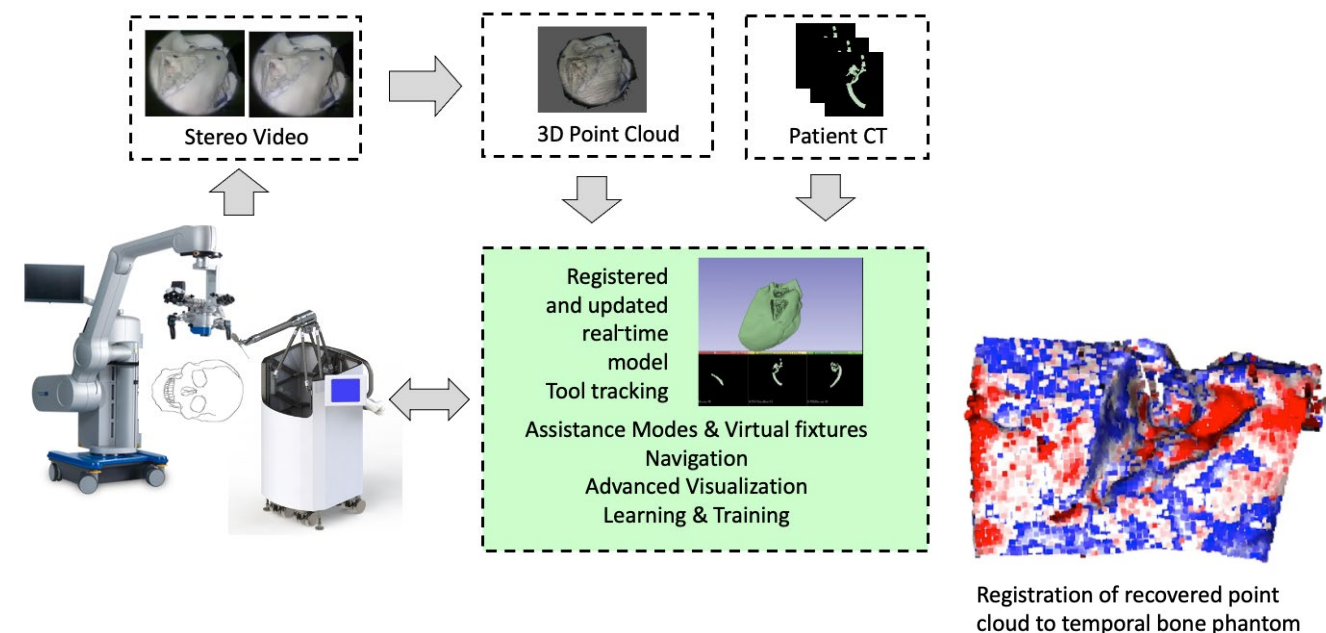 Stereo Video
3D Point Cloud
Patient CT
Registered
and updated
real-time
model
Tool tracking
Assistance Modes & Virtual fixtures
Navigation
Advanced Visualization
Learning & Training
Registration of recovered point
cloud to temporal bone phantom